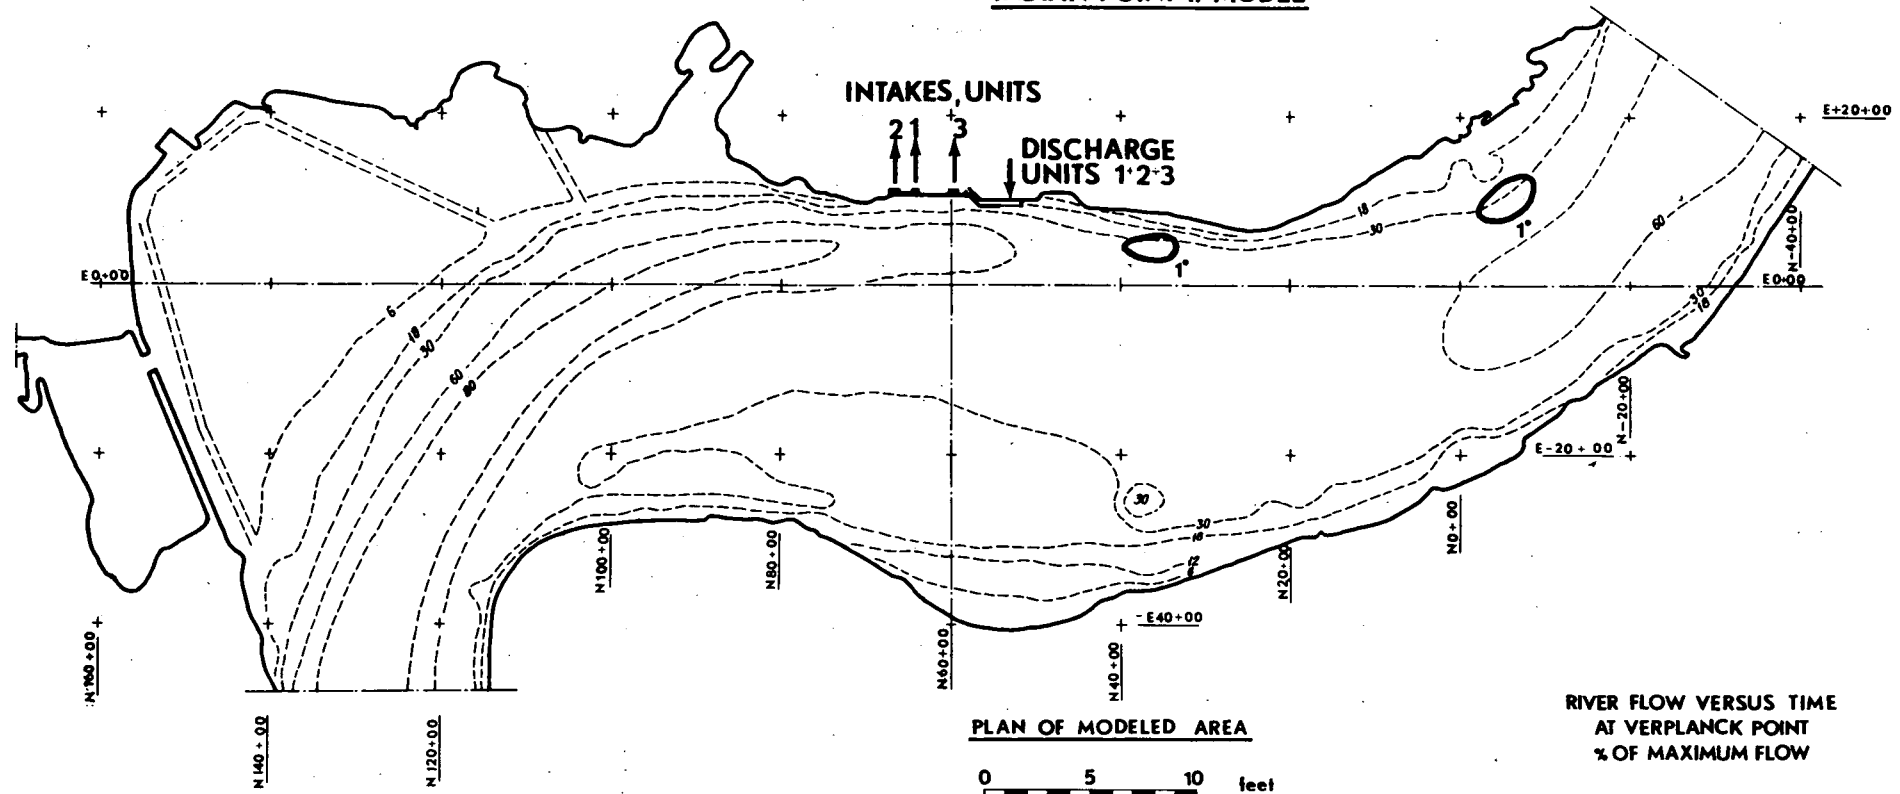 INTAKES, UNITS
2 1 3
DISCHARGE
UNITS 1+2+3
E+20+00
18
30
1°
60
N-40+00
1°
E0+00
E0+00
6
18
30
60
80
30
18
N-20+00
E-20+00
30
30
18
12
6
N100+00
N80+00
N0+00
N20+00
-E40+00
N160+00
N60+00
N40+00
N140+00
N120+00
PLAN OF MODELED AREA
0 5 10 feet
RIVER FLOW VERSUS TIME
AT VERPLANCK POINT
% OF MAXIMUM FLOW